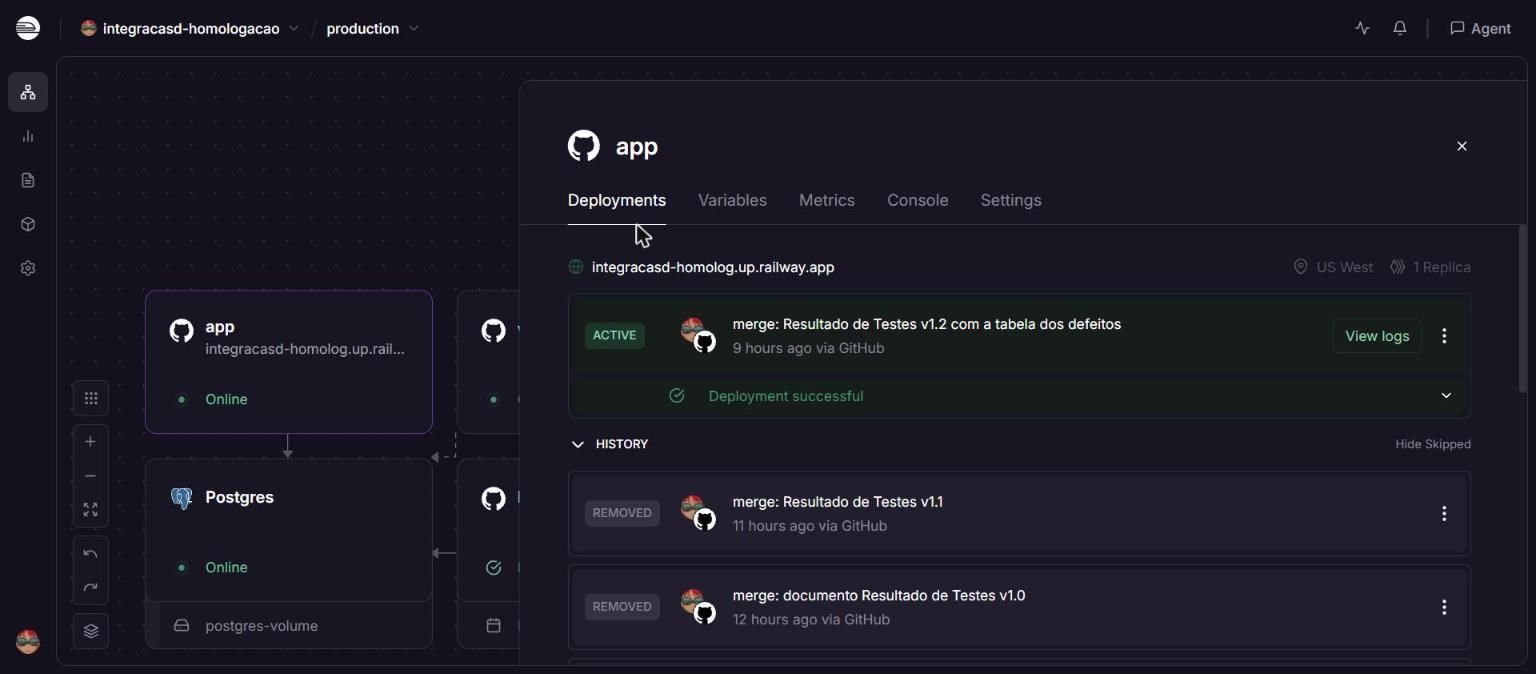 integracasd-homologacao
production
Agent
app
Deployments
Variables
Metrics
Console
Settings
integracasd-homolog.up.railway.app
US West
1 Replica
ACTIVE
merge: Resultado de Testes v1.2 com a tabela dos defeitos
9 hours ago via GitHub
View logs
Deployment successful
HISTORY
Hide Skipped
REMOVED
merge: Resultado de Testes v1.1
11 hours ago via GitHub
REMOVED
merge: documento Resultado de Testes v1.0
12 hours ago via GitHub
app
integracasd-homolog.up.rail...
Online
Postgres
Online
postgres-volume